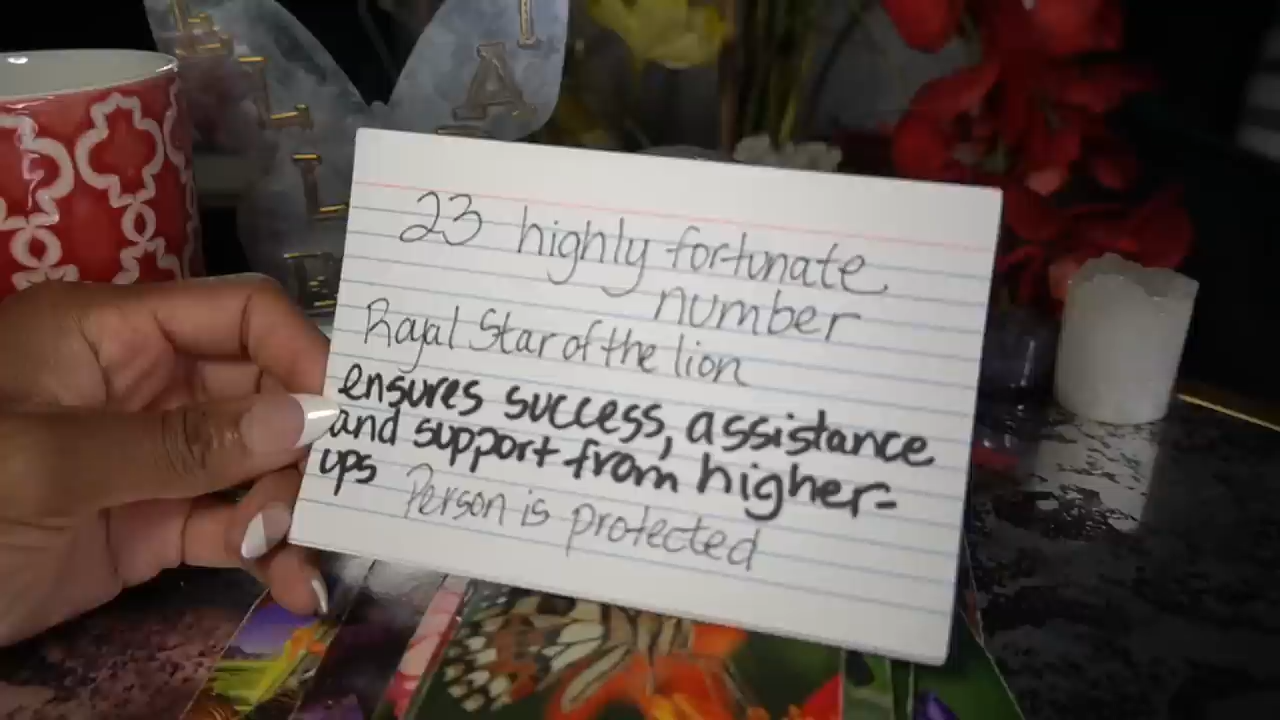 23 highly fortunate
number
Royal Star of the lion
ensures success, assistance
and support from higher-
ups Person is protected